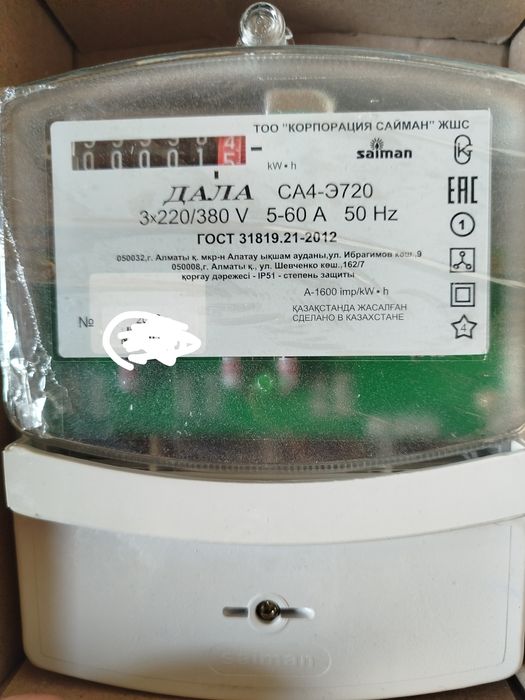 ТОО "КОРПОРАЦИЯ САЙМАН" ЖШС
kW•h
saiman
ДАЛА СА4-Э720
3x220/380 V 5-60 A 50 Hz
ГОСТ 31819.21-2012
050032,г. Алматы қ. мкр-н Алатау ықшам ауданы,ул. Ибрагимов көш.,9
050008,г. Алматы қ., ул. Шевченко көш.,162/7
қорғау дәрежесі - IP51 - степень защиты
A-1600 imp/kW•h
ҚАЗАҚСТАНДА ЖАСАЛҒАН
СДЕЛАНО В КАЗАХСТАНЕ
№
EAC
1
4
saiman